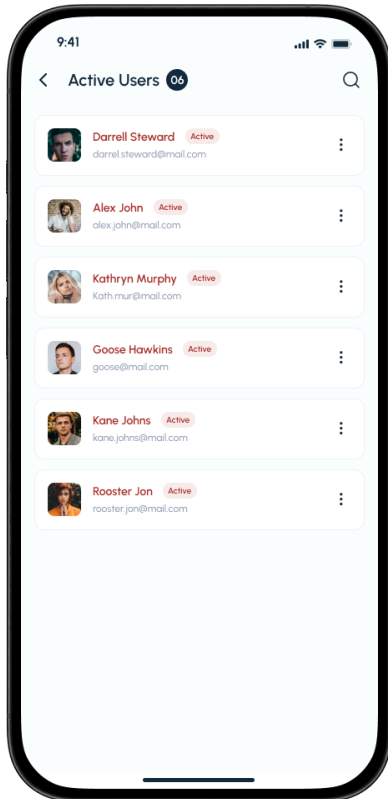 9:41
Active Users 06
Darrell Steward Active
darrel.steward@mail.com
Alex John Active
alex.john@mail.com
Kathryn Murphy Active
Kath.mur@mail.com
Goose Hawkins Active
goose@mail.com
Kane Johns Active
kane.johns@mail.com
Rooster Jon Active
rooster.jon@mail.com